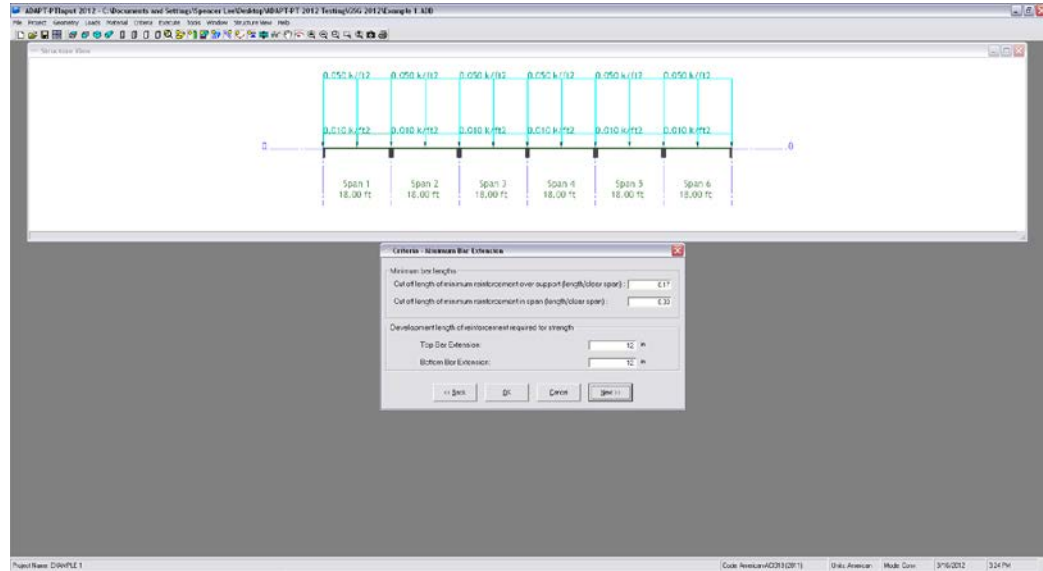 ADAPT-PTInput 2012 - C:\Documents and Settings\Spencer Lee\Desktop\ADAPT-PT 2012 Testing\GSG 2012\Example 1.ADB
File Project Geometry Loads Material Criteria Execute Tools Window Structure View Help
Structure View
0.050 k/ft2 0.050 k/ft2 0.050 k/ft2 0.050 k/ft2 0.050 k/ft2 0.050 k/ft2
0.010 k/ft2 0.010 k/ft2 0.010 k/ft2 0.010 k/ft2 0.010 k/ft2 0.010 k/ft2
Span 1 Span 2 Span 3 Span 4 Span 5 Span 6
18.00 ft 18.00 ft 18.00 ft 18.00 ft 18.00 ft 18.00 ft
Criteria - Minimum Bar Extension
Minimum bar lengths
Cut off length of minimum reinforcement over support (length/clear span) : 0.17
Cut off length of minimum reinforcement in span (length/clear span) : 0.33
Development length of reinforcement required for strength
Top Bar Extension: 12 in
Bottom Bar Extension: 12 in
<< Back OK Cancel Next >>
Project Name: EXAMPLE 1 Code: American-ACI318 (2011) Units: American Mode: Conv 3/16/2012 3:24 PM